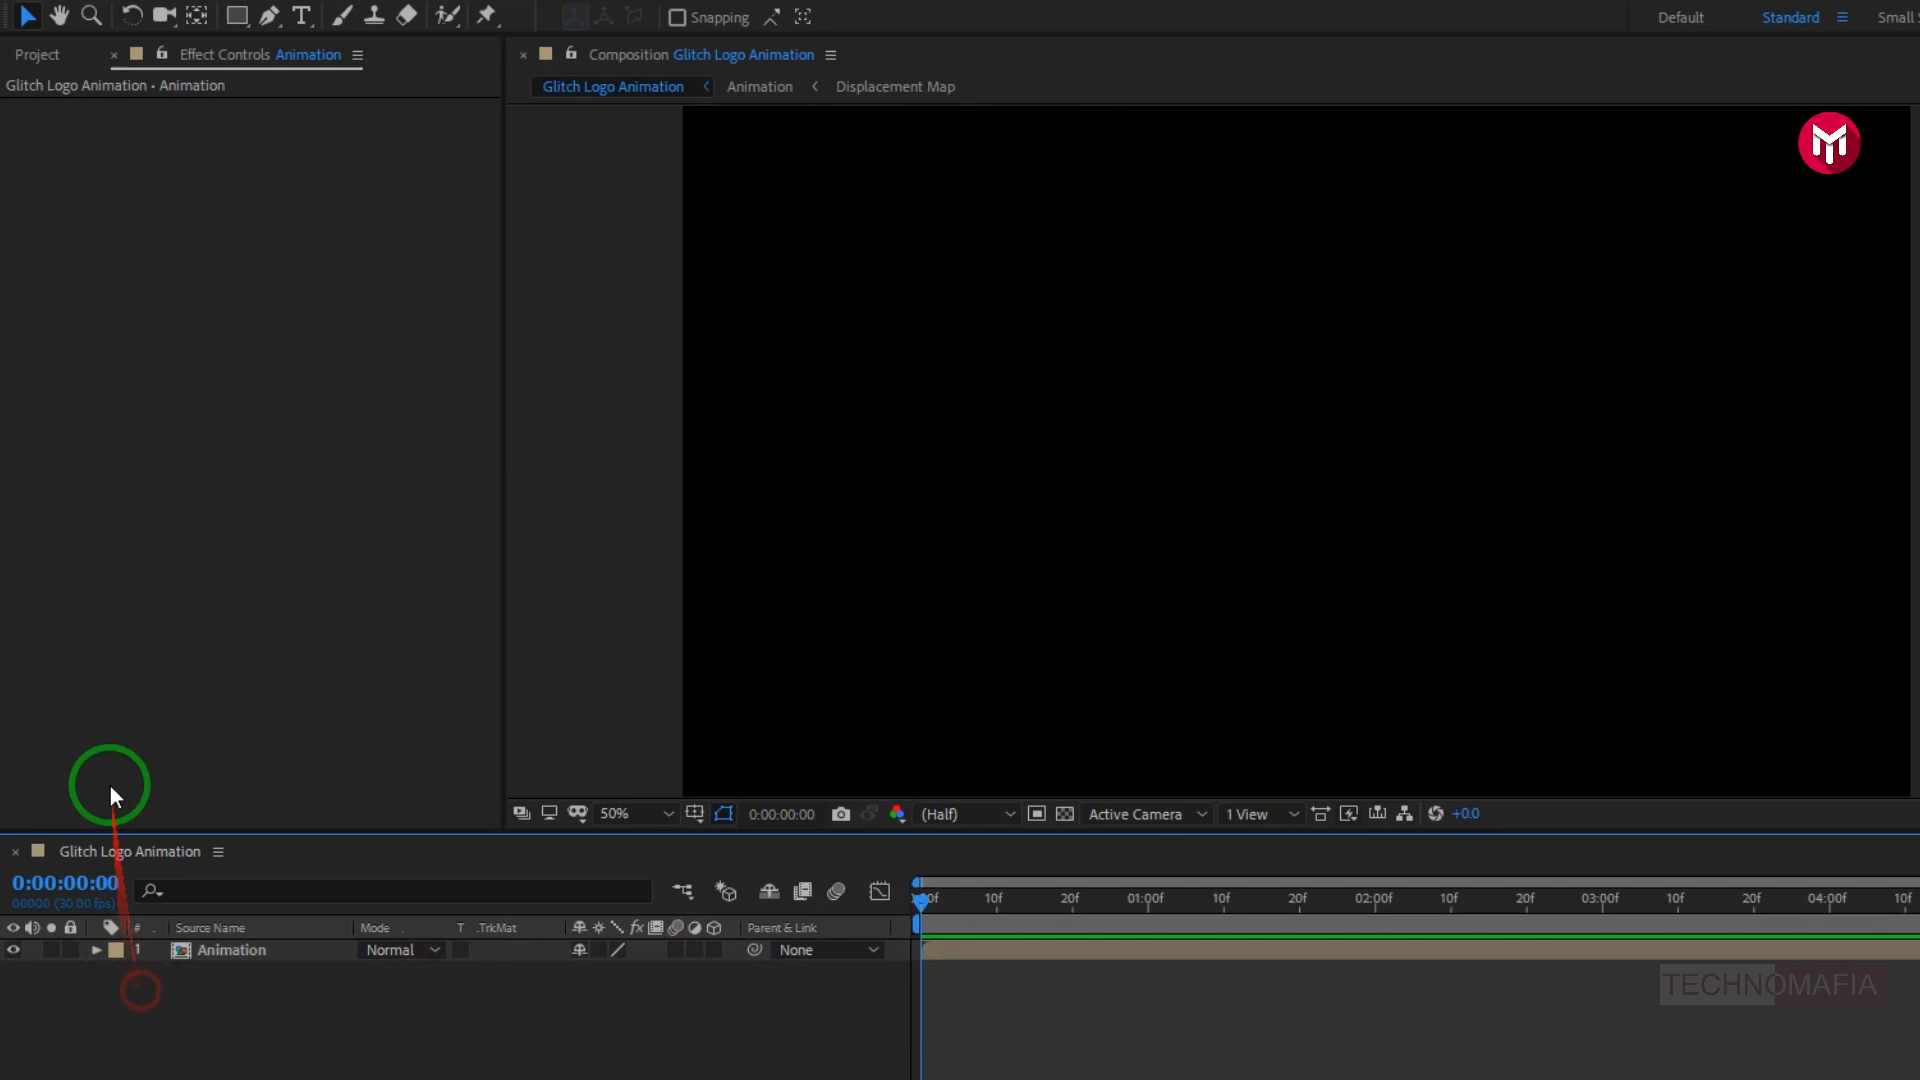 Snapping
Default
Standard
Small
Project
Effect Controls Animation
Composition Glitch Logo Animation
Glitch Logo Animation • Animation
Glitch Logo Animation
Animation
Displacement Map
50%
0:00:00:00
(Half)
Active Camera
1 View
+0.0
Glitch Logo Animation
0:00:00:00
00000 (30.00 fps)
10f
20f
01:00f
10f
20f
02:00f
10f
20f
03:00f
10f
20f
04:00f
10f
#
Source Name
Mode
T
.TrkMat
fx
Parent & Link
1
Animation
Normal
None
TECHNOMAFIA